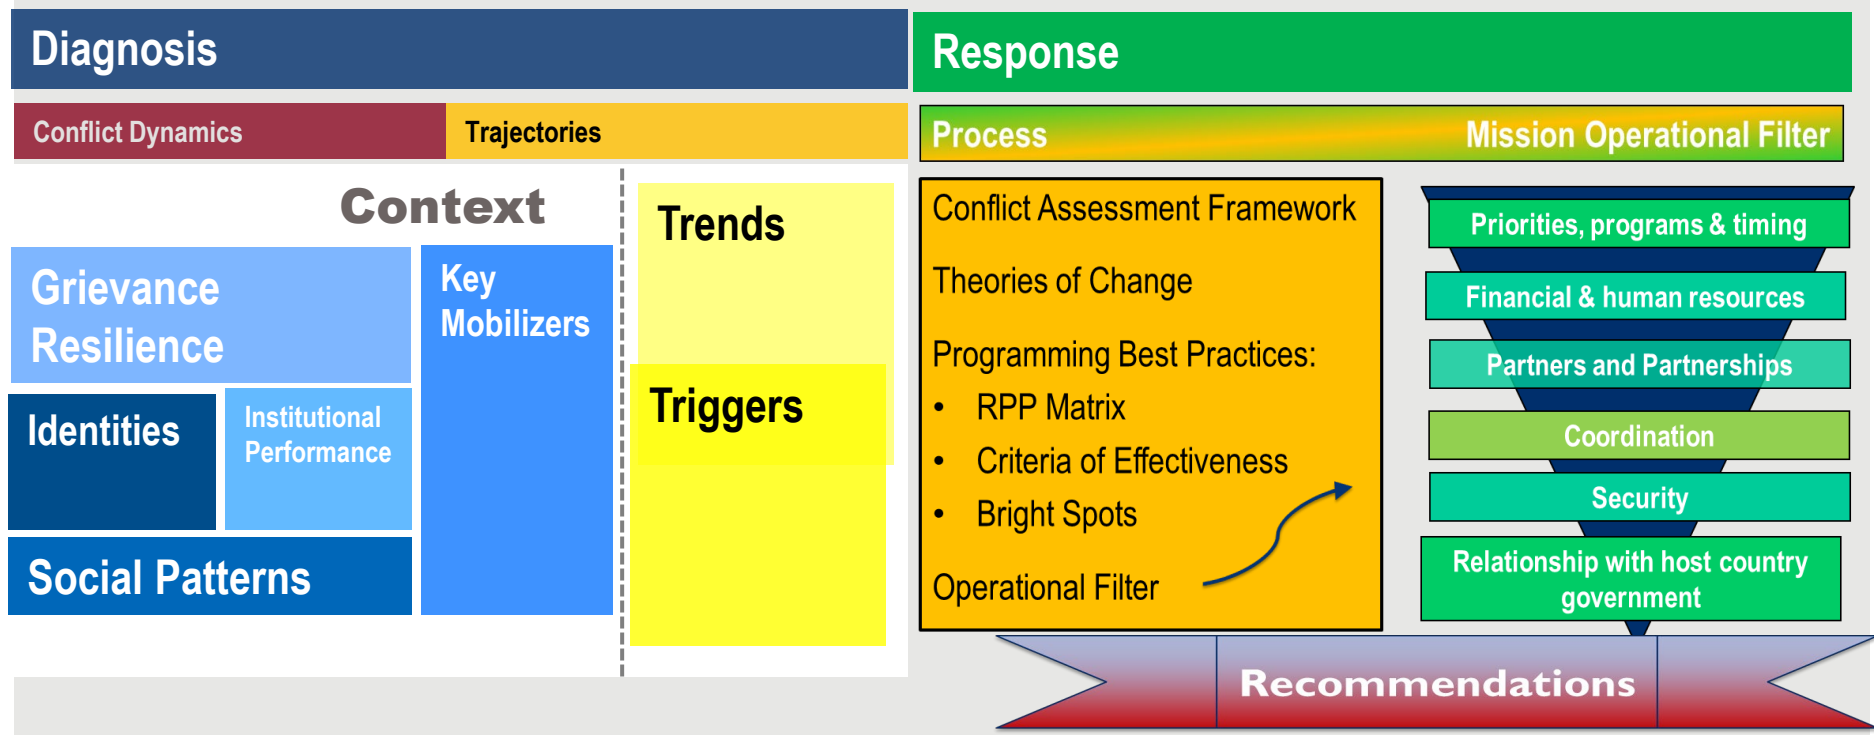 Diagnosis
Conflict Dynamics
Trajectories
Context
Grievance
Resilience
Key
Mobilizers
Identities
Institutional
Performance
Social Patterns
Trends
Triggers
Response
Process
Mission Operational Filter
Conflict Assessment Framework
Theories of Change
Programming Best Practices:
• RPP Matrix
• Criteria of Effectiveness
• Bright Spots
Operational Filter
Priorities, programs & timing
Financial & human resources
Partners and Partnerships
Coordination
Security
Relationship with host country
government
Recommendations